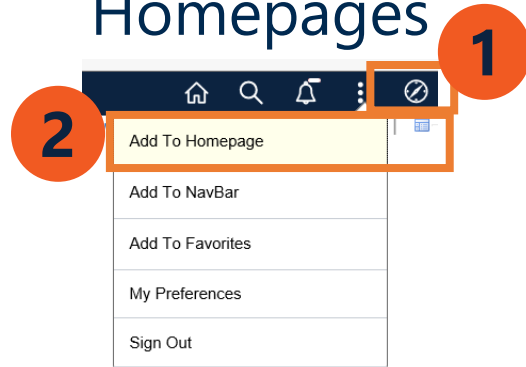 Homepages
1
2
Add To Homepage
Add To NavBar
Add To Favorites
My Preferences
Sign Out